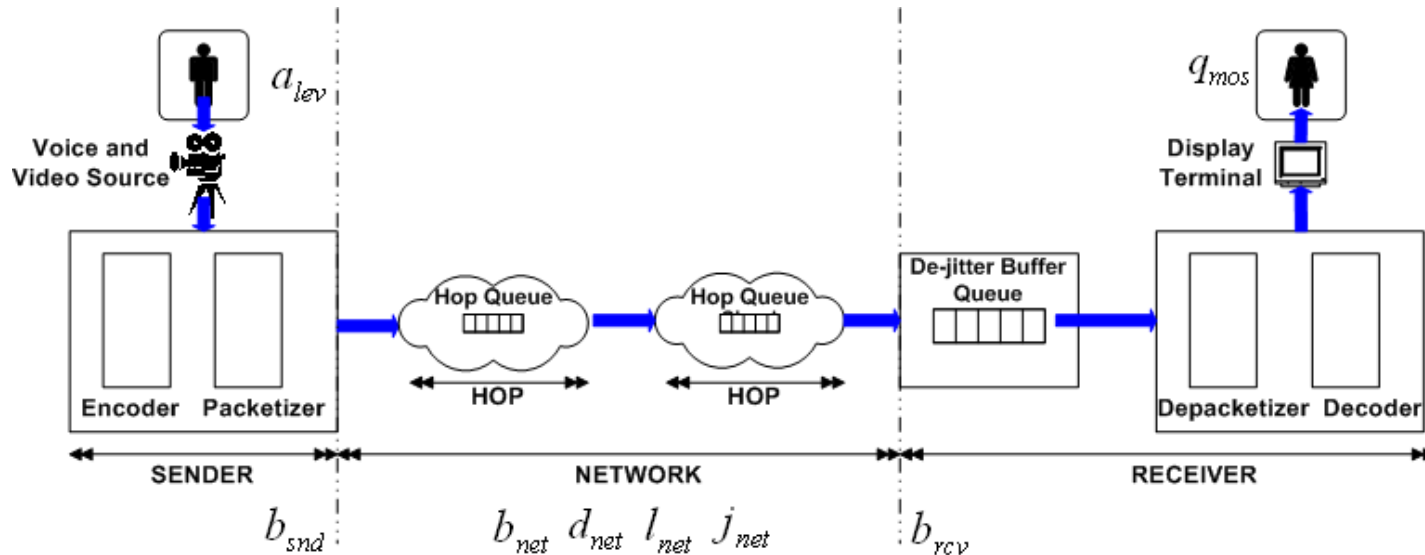 a_lev
q_mos
Voice and
Video Source
Display
Terminal
Hop Queue
Hop Queue
De-jitter Buffer
Queue
HOP
HOP
Encoder
Packetizer
Depacketizer
Decoder
SENDER
NETWORK
RECEIVER
b_snd
b_net d_net l_net j_net
b_rcv